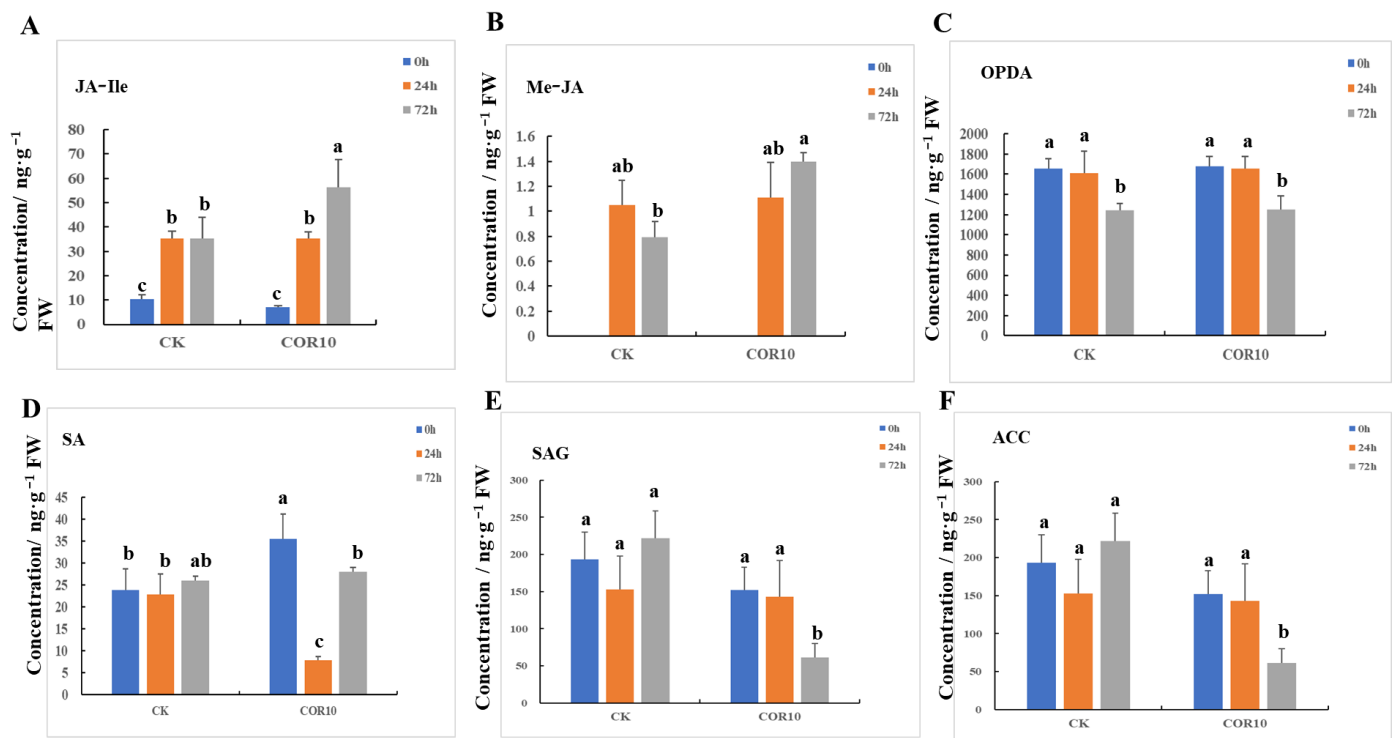 A
JA-Ile
0h
24h
72h
Concentration/ ng·g⁻¹
FW
80
70
60
50
40
30
20
10
0
c
b
b
c
b
a
CK
COR10
B
Me-JA
0h
24h
72h
Concentration / ng·g⁻¹ FW
1.6
1.4
1.2
1
0.8
0.6
0.4
0.2
0
ab
b
ab
a
CK
COR10
C
OPDA
0h
24h
72h
Concentration / ng·g⁻¹ FW
2000
1800
1600
1400
1200
1000
800
600
400
200
0
a
a
b
a
a
b
CK
COR10
D
SA
0h
24h
72h
Concentration/ ng·g⁻¹ FW
45
40
35
30
25
20
15
10
5
0
b
b
ab
a
c
b
CK
COR10
E
SAG
0h
24h
72h
Concentration / ng·g⁻¹ FW
300
250
200
150
100
50
0
a
a
a
a
a
b
CK
COR10
F
ACC
0h
24h
72h
Concentration / ng·g⁻¹ FW
300
250
200
150
100
50
0
a
a
a
a
a
b
CK
COR10